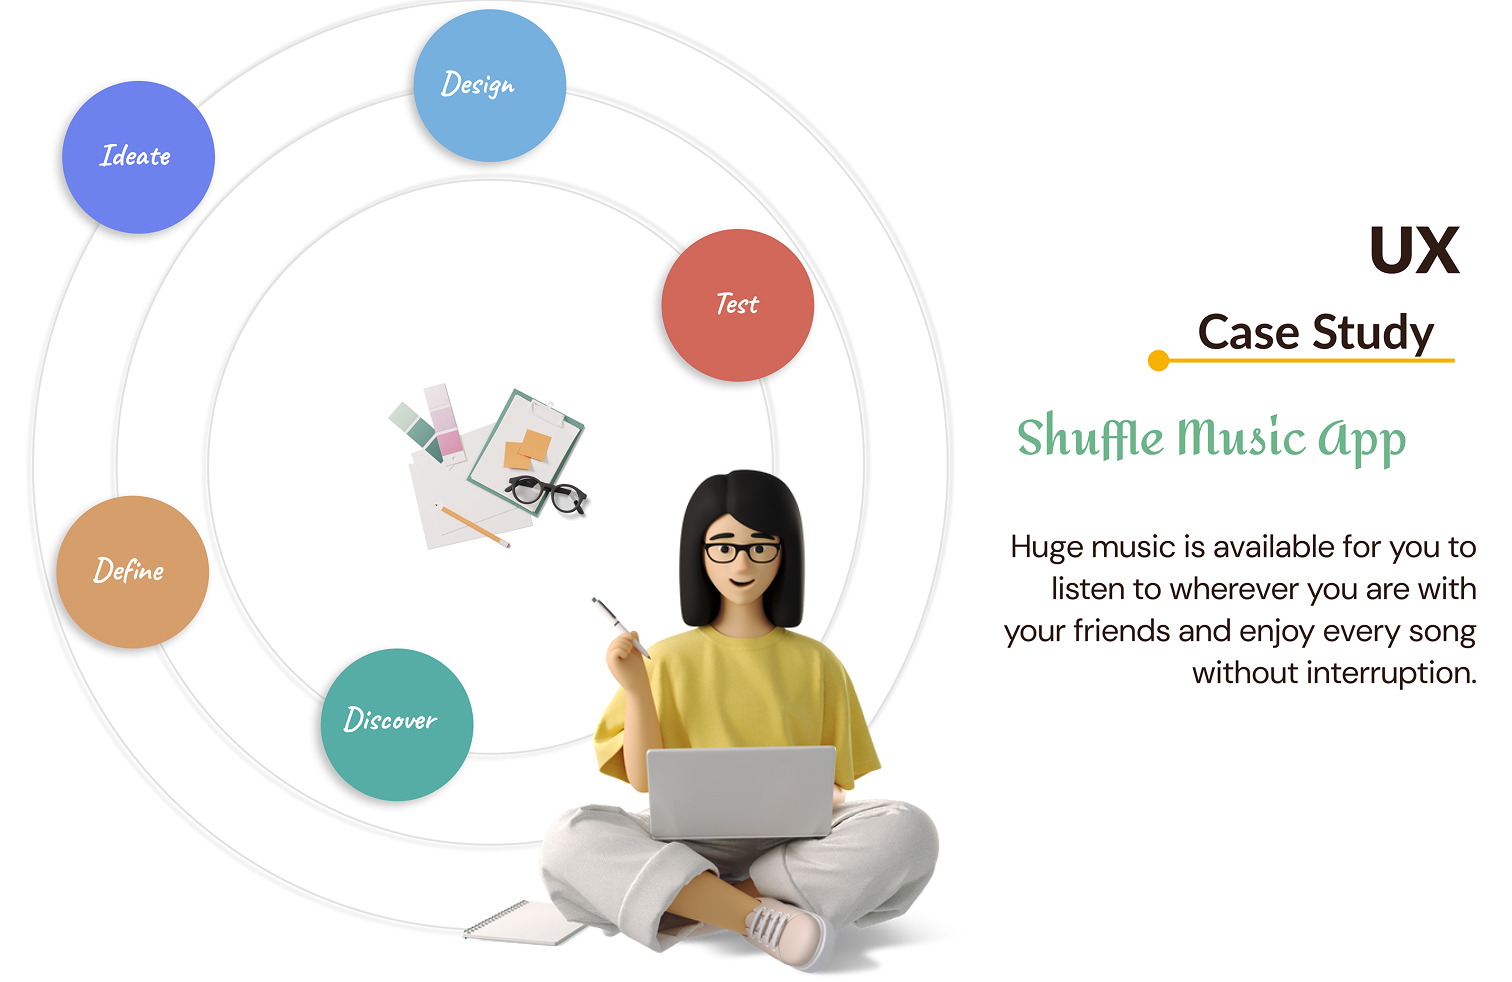 Design
Ideate
Test
Define
Discover
UX
Case Study
Shuffle Music App
Huge music is available for you to
listen to wherever you are with
your friends and enjoy every song
without interruption.